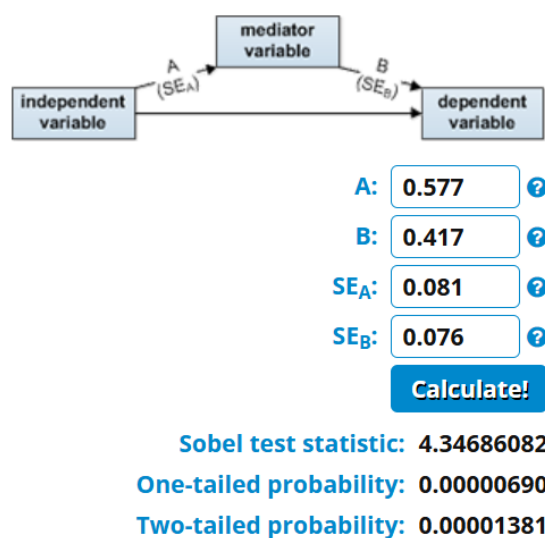 mediator
variable
A
(SEA)
B
(SEB)
independent
variable
dependent
variable
A: 0.577 ?
B: 0.417 ?
SEA: 0.081 ?
SEB: 0.076 ?
Calculate!
Sobel test statistic: 4.34686082
One-tailed probability: 0.00000690
Two-tailed probability: 0.00001381